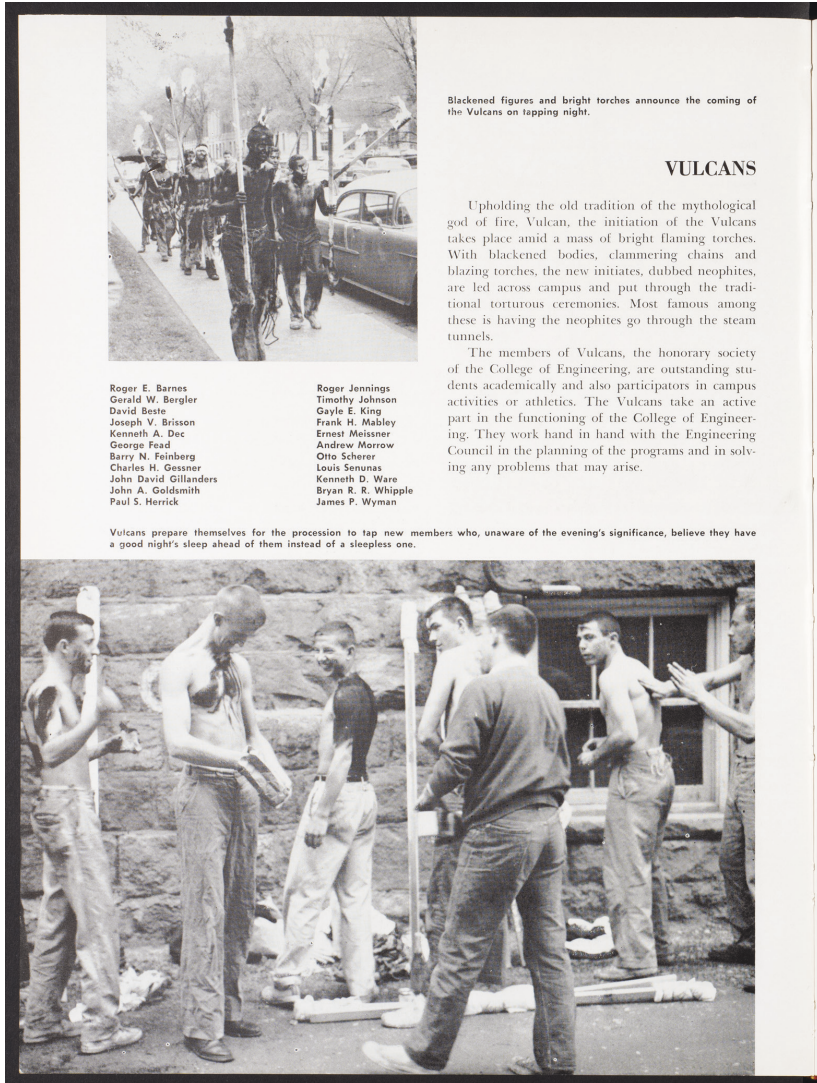 Blackened figures and bright torches announce the coming of
the Vulcans on tapping night.
VULCANS
Upholding the old tradition of the mythological
god of fire, Vulcan, the initiation of the Vulcans
takes place amid a mass of bright flaming torches.
With blackened bodies, clammering chains and
blazing torches, the new initiates, dubbed neophites,
are led across campus and put through the tradi-
tional torturous ceremonies. Most famous among
these is having the neophites go through the steam
tunnels.
The members of Vulcans, the honorary society
of the College of Engineering, are outstanding stu-
dents academically and also participators in campus
activities or athletics. The Vulcans take an active
part in the functioning of the College of Engineer-
ing. They work hand in hand with the Engineering
Council in the planning of the programs and in solv-
ing any problems that may arise.
Roger E. Barnes
Gerald W. Bergler
David Beste
Joseph V. Brisson
Kenneth A. Dec
George Fead
Barry N. Feinberg
Charles H. Gessner
John David Gillanders
John A. Goldsmith
Paul S. Herrick
Roger Jennings
Timothy Johnson
Gayle E. King
Frank H. Mabley
Ernest Meissner
Andrew Morrow
Otto Scherer
Louis Senunas
Kenneth D. Ware
Bryan R. R. Whipple
James P. Wyman
Vulcans prepare themselves for the procession to tap new members who, unaware of the evening's significance, believe they have
a good night's sleep ahead of them instead of a sleepless one.